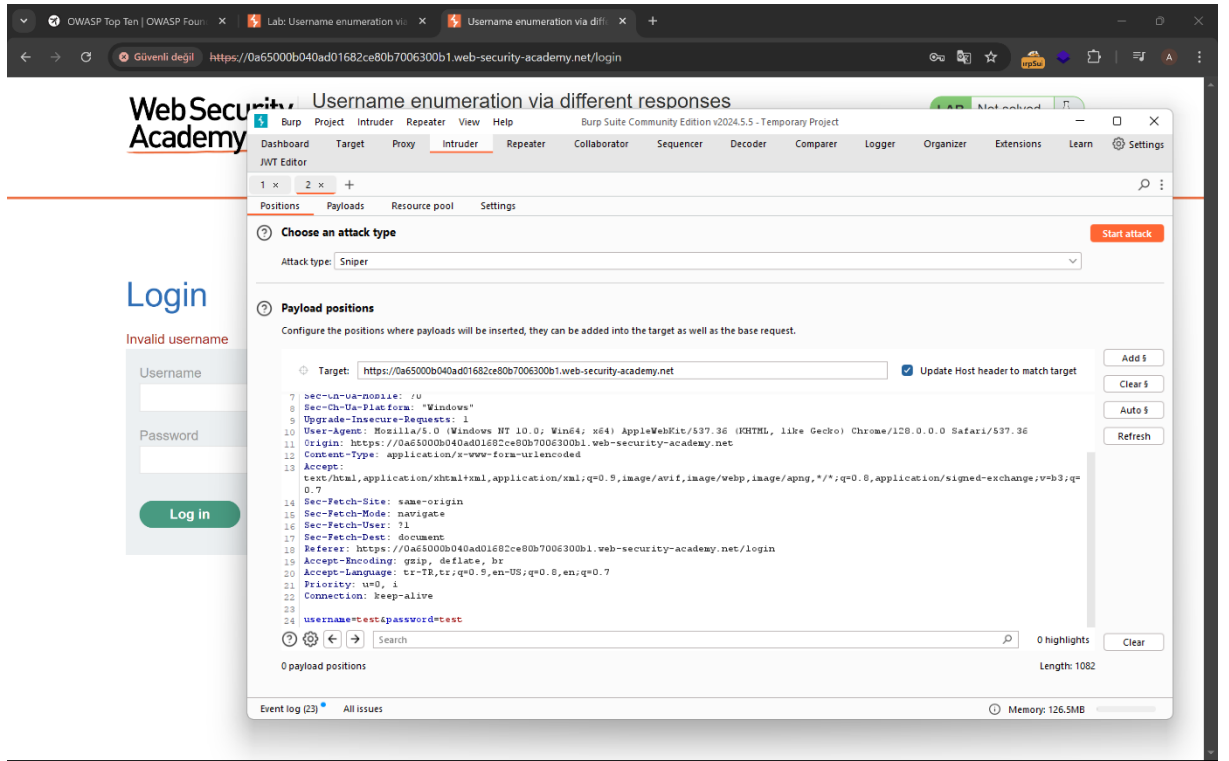 OWASP Top Ten | OWASP Foun
Lab: Username enumeration via
Username enumeration via diff
Güvenli değil https://0a65000b040ad01682ce80b7006300b1.web-security-academy.net/login
A
Web Secu
Academy
Username enumeration via different responses
LAB Not solved
Burp Project Intruder Repeater View Help Burp Suite Community Edition v2024.5.5 - Temporary Project
Dashboard Target Proxy Intruder Repeater Collaborator Sequencer Decoder Comparer Logger Organizer Extensions Learn Settings
JWT Editor
1 × 2 × +
Positions Payloads Resource pool Settings
Choose an attack type
Start attack
Attack type: Sniper
Login
Invalid username
Username
Password
Log in
Payload positions
Configure the positions where payloads will be inserted, they can be added into the target as well as the base request.
Target: https://0a65000b040ad01682ce80b7006300b1.web-security-academy.net
Update Host header to match target
Add §
Clear §
Auto §
Refresh
7 Sec-Ch-Ua-Mobile: ?0
8 Sec-Ch-Ua-Platform: "Windows"
9 Upgrade-Insecure-Requests: 1
10 User-Agent: Mozilla/5.0 (Windows NT 10.0; Win64; x64) AppleWebKit/537.36 (KHTML, like Gecko) Chrome/128.0.0.0 Safari/537.36
11 Origin: https://0a65000b040ad01682ce80b7006300b1.web-security-academy.net
12 Content-Type: application/x-www-form-urlencoded
13 Accept:
text/html,application/xhtml+xml,application/xml;q=0.9,image/avif,image/webp,image/apng,*/*;q=0.8,application/signed-exchange;v=b3;q=
0.7
14 Sec-Fetch-Site: same-origin
15 Sec-Fetch-Mode: navigate
16 Sec-Fetch-User: ?1
17 Sec-Fetch-Dest: document
18 Referer: https://0a65000b040ad01682ce80b7006300b1.web-security-academy.net/login
19 Accept-Encoding: gzip, deflate, br
20 Accept-Language: tr-TR,tr;q=0.9,en-US;q=0.8,en;q=0.7
21 Priority: u=0, i
22 Connection: keep-alive
23
24 username=test&password=test
Search
0 highlights
Clear
0 payload positions
Length: 1082
Event log (23) All issues
Memory: 126.5MB